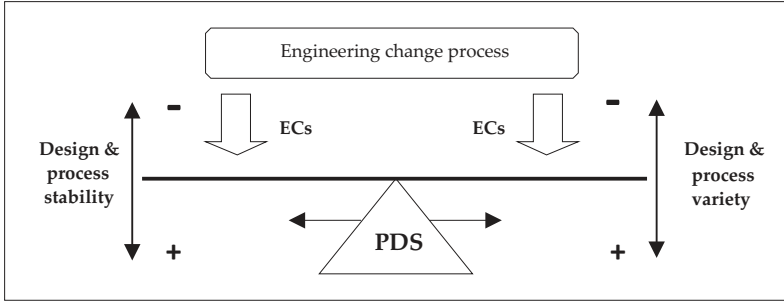 Engineering change process
-
-
ECs
ECs
Design &
process
stability
Design &
process
variety
PDS
+
+